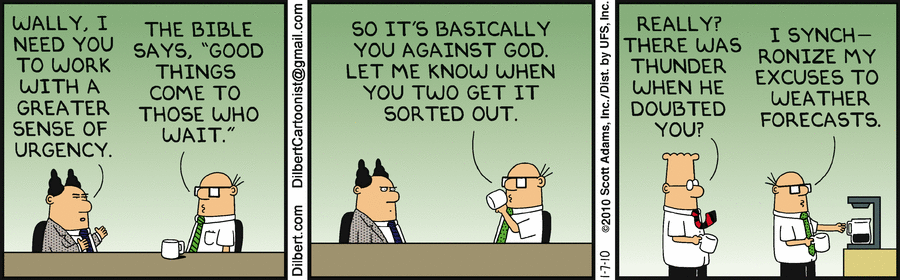 WALLY, I
NEED YOU
TO WORK
WITH A
GREATER
SENSE OF
URGENCY.
THE BIBLE
SAYS, "GOOD
THINGS
COME TO
THOSE WHO
WAIT."
Dilbert.com DilbertCartoonist@gmail.com
SO IT'S BASICALLY
YOU AGAINST GOD.
LET ME KNOW WHEN
YOU TWO GET IT
SORTED OUT.
1-7-10 ©2010 Scott Adams, Inc./Dist. by UFS, Inc.
REALLY?
THERE WAS
THUNDER
WHEN HE
DOUBTED
YOU?
I SYNCH–
RONIZE MY
EXCUSES TO
WEATHER
FORECASTS.